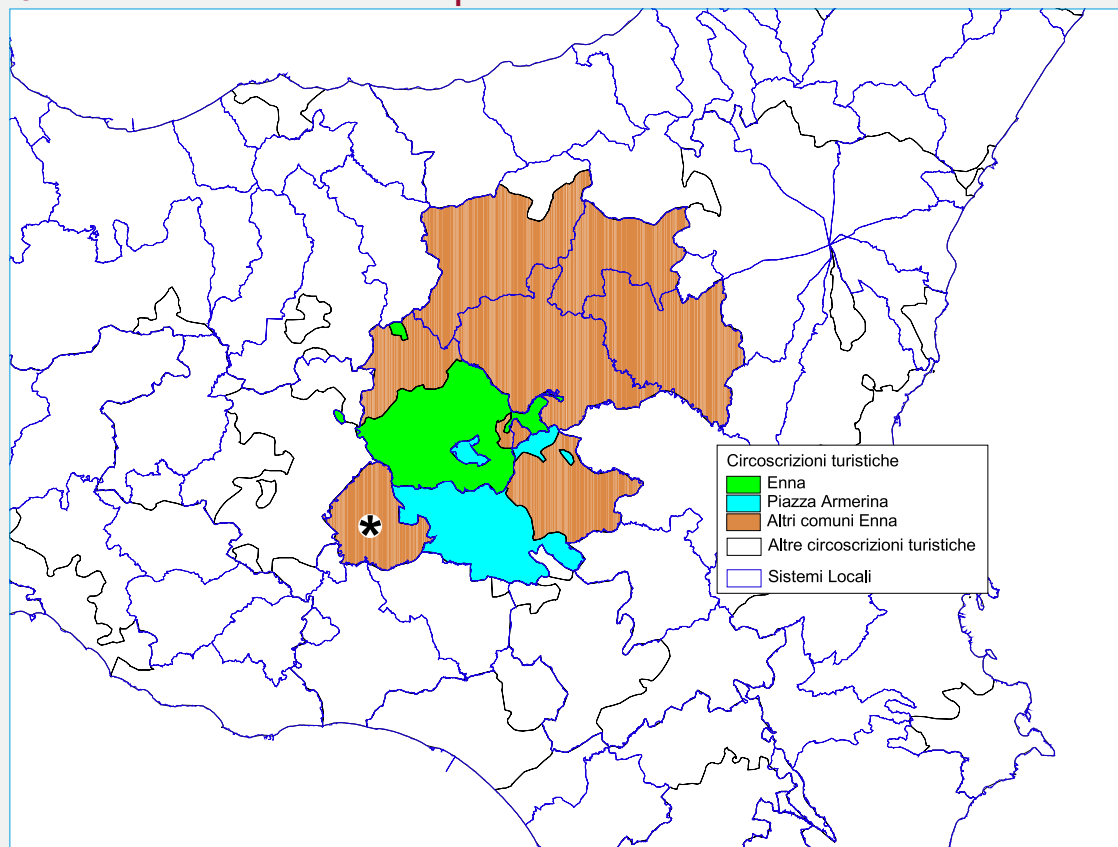 Circoscrizioni turistiche
Enna
Piazza Armerina
Altri comuni Enna
Altre circoscrizioni turistiche
Sistemi Locali
*